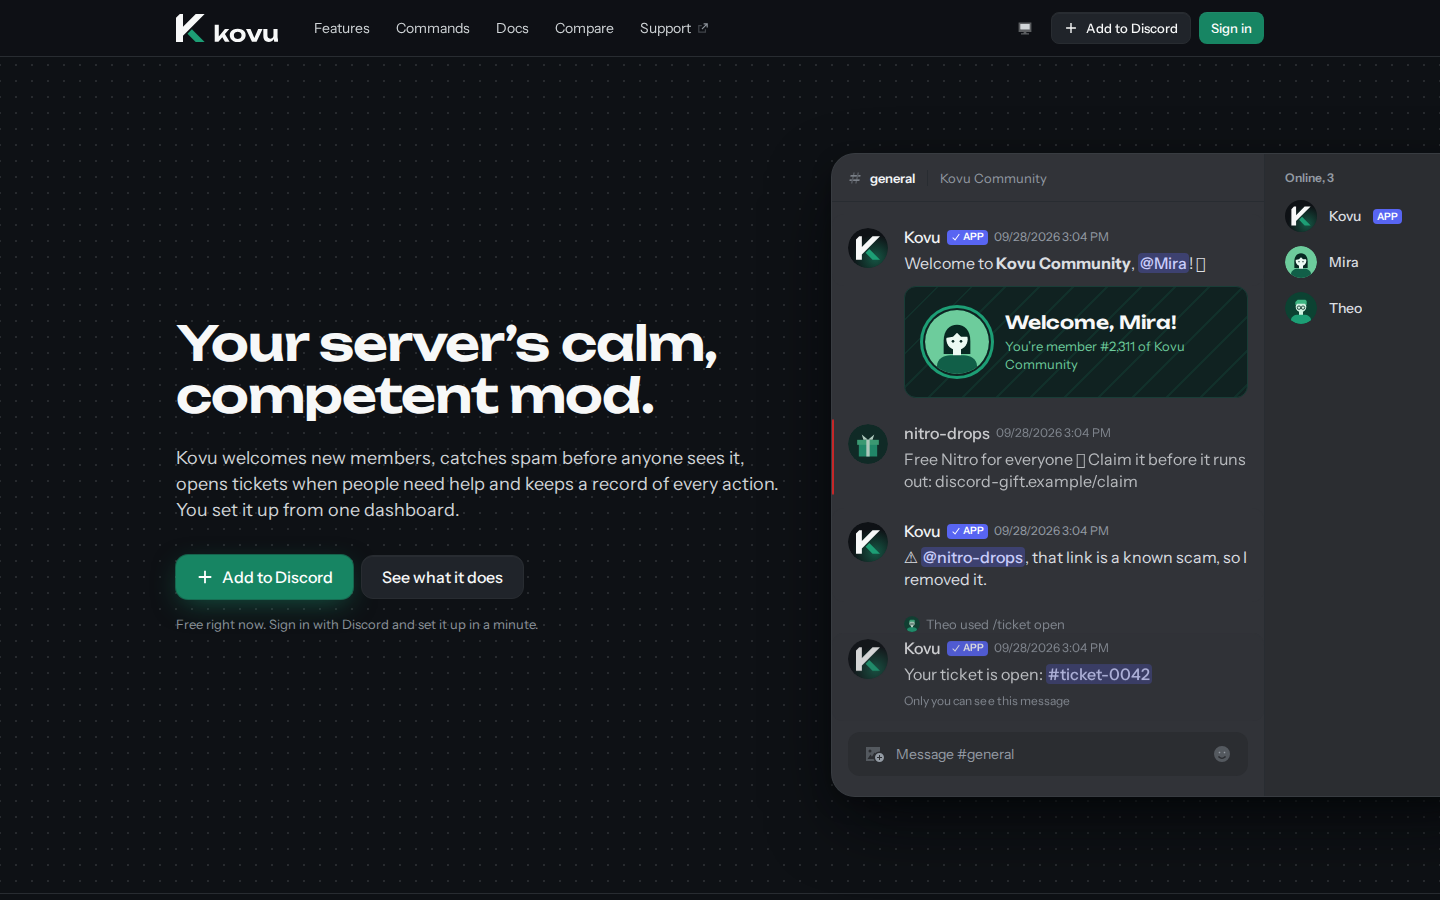 kovu
Features
Commands
Docs
Compare
Support
Add to Discord
Sign in
Your server’s calm,
competent mod.
Kovu welcomes new members, catches spam before anyone sees it,
opens tickets when people need help and keeps a record of every action.
You set it up from one dashboard.
Add to Discord
See what it does
Free right now. Sign in with Discord and set it up in a minute.
# general
Kovu Community
Kovu ✓ APP 09/28/2026 3:04 PM
Welcome to Kovu Community, @Mira!
Welcome, Mira!
You're member #2,311 of Kovu
Community
nitro-drops 09/28/2026 3:04 PM
Free Nitro for everyone Claim it before it runs
out: discord-gift.example/claim
Kovu ✓ APP 09/28/2026 3:04 PM
⚠ @nitro-drops, that link is a known scam, so I
removed it.
Theo used /ticket open
Kovu ✓ APP 09/28/2026 3:04 PM
Your ticket is open: #ticket-0042
Only you can see this message
Message #general
Online, 3
Kovu APP
Mira
Theo